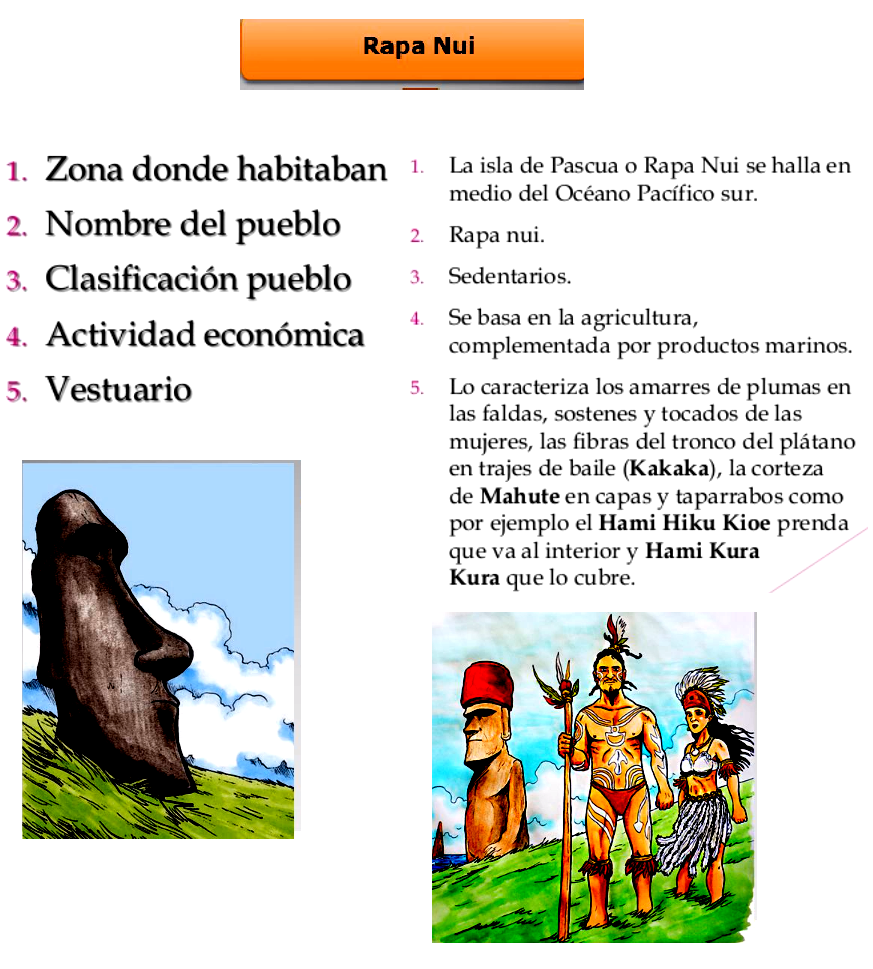 Rapa Nui
1. Zona donde habitaban
2. Nombre del pueblo
3. Clasificación pueblo
4. Actividad económica
5. Vestuario
1. La isla de Pascua o Rapa Nui se halla en
medio del Océano Pacífico sur.
2. Rapa nui.
3. Sedentarios.
4. Se basa en la agricultura,
complementada por productos marinos.
5. Lo caracteriza los amarres de plumas en
las faldas, sostenes y tocados de las
mujeres, las fibras del tronco del plátano
en trajes de baile (Kakaka), la corteza
de Mahute en capas y taparrabos como
por ejemplo el Hami Hiku Kioe prenda
que va al interior y Hami Kura
Kura que lo cubre.